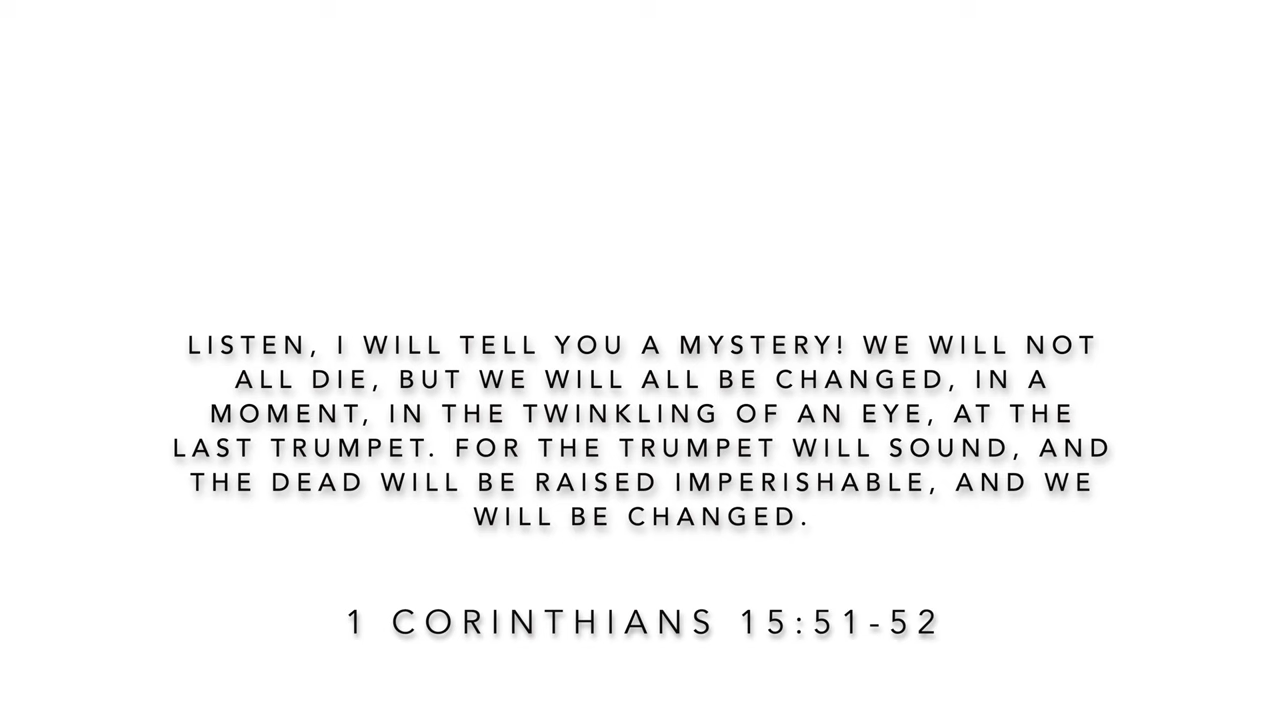 LISTEN, I WILL TELL YOU A MYSTERY! WE WILL NOT
ALL DIE, BUT WE WILL ALL BE CHANGED, IN A
MOMENT, IN THE TWINKLING OF AN EYE, AT THE
LAST TRUMPET. FOR THE TRUMPET WILL SOUND, AND
THE DEAD WILL BE RAISED IMPERISHABLE, AND WE
WILL BE CHANGED.
1 CORINTHIANS 15:51-52